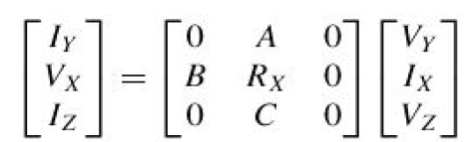 I_Y 0 A 0 V_Y
V_X = B R_X 0 I_X
I_Z 0 C 0 V_Z